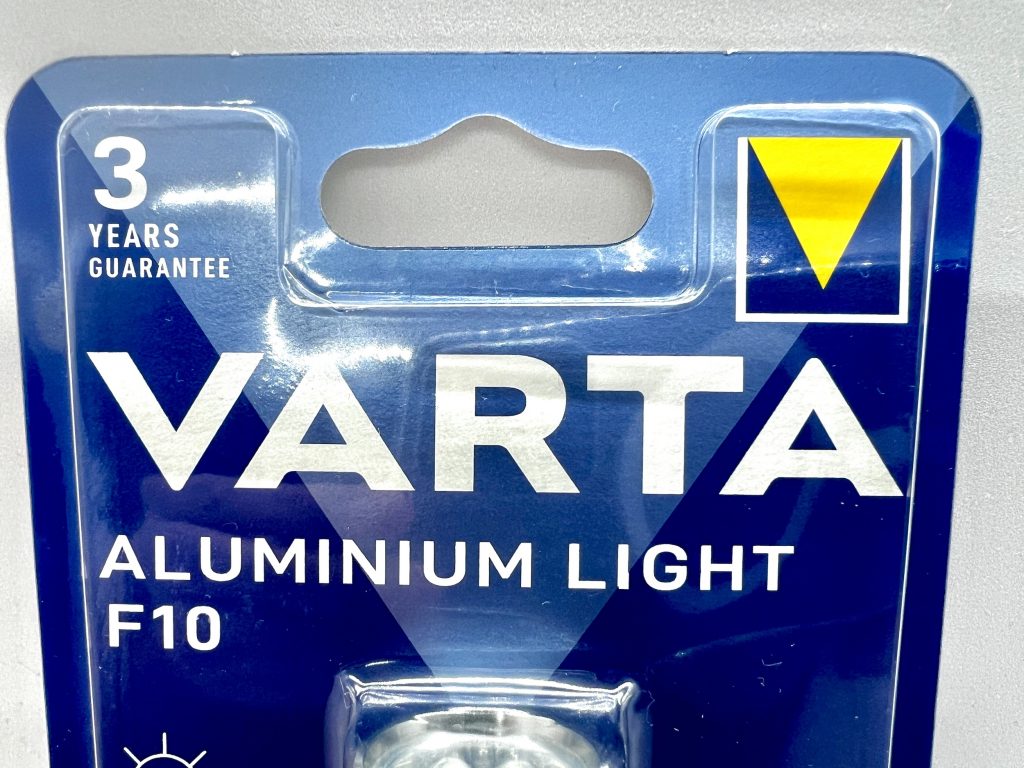 3
YEARS
GUARANTEE
VARTA
ALUMINIUM LIGHT
F10